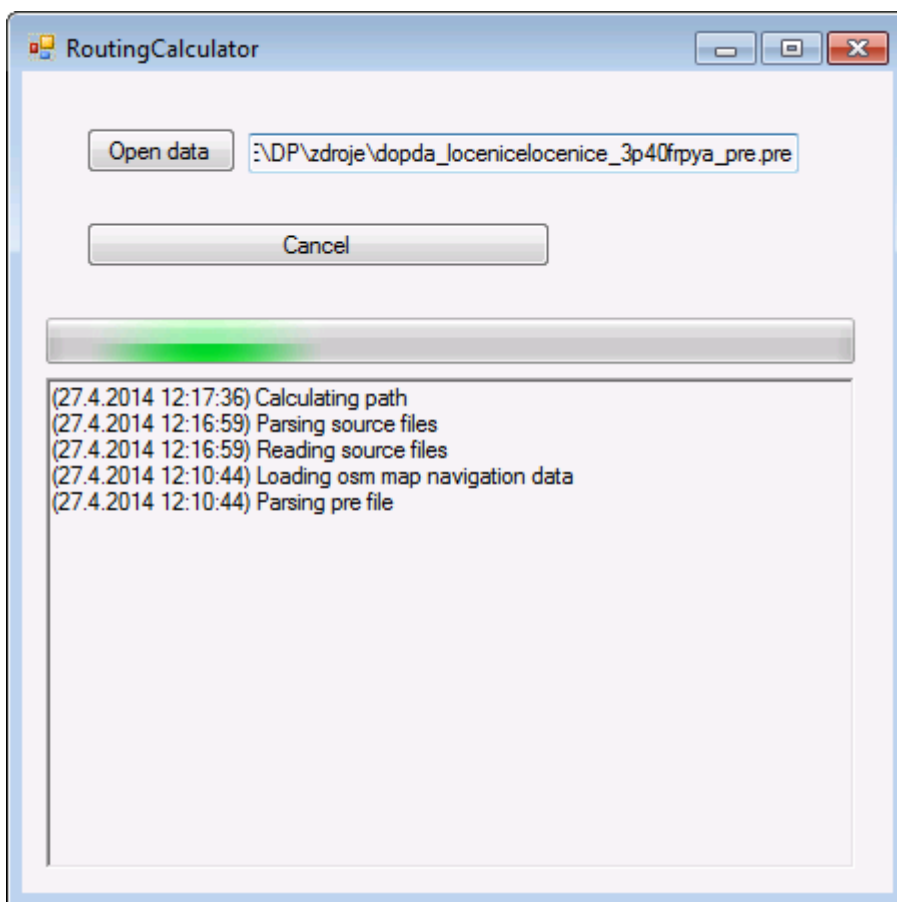 RoutingCalculator
Open data
E\DP\zdroje\dopda_locenicelocenice_3p40frpya_pre.pre
Cancel
(27.4.2014 12:17:36) Calculating path
(27.4.2014 12:16:59) Parsing source files
(27.4.2014 12:16:59) Reading source files
(27.4.2014 12:10:44) Loading osm map navigation data
(27.4.2014 12:10:44) Parsing pre file